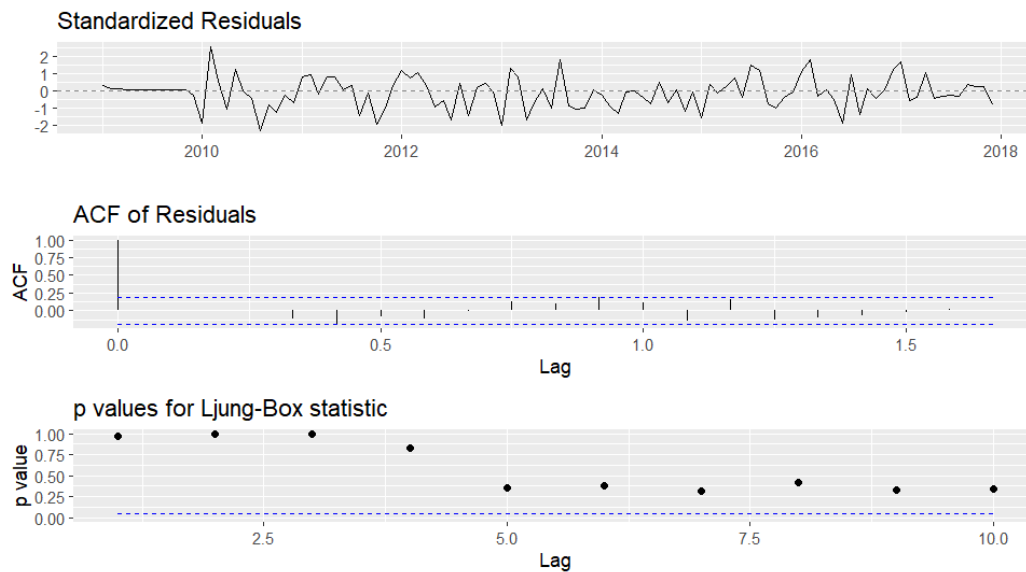 Standardized Residuals
2
1
0
-1
-2
2010 2012 2014 2016 2018
ACF of Residuals
ACF
1.00
0.75
0.50
0.25
0.00
0.0 0.5 1.0 1.5
Lag
p values for Ljung-Box statistic
p value
1.00
0.75
0.50
0.25
0.00
2.5 5.0 7.5 10.0
Lag